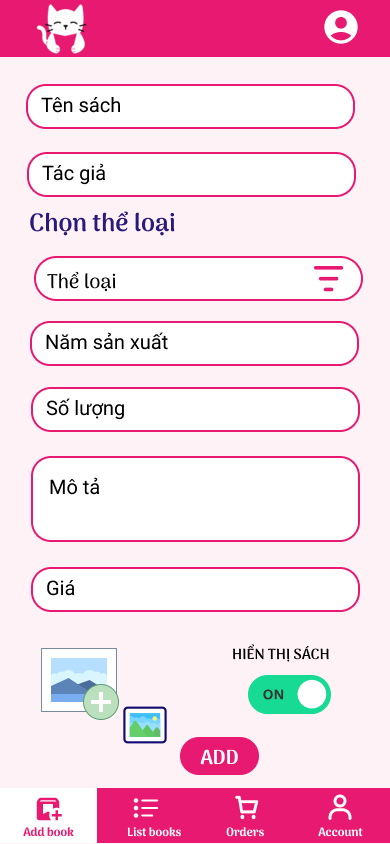 Tên sách
Tác giả
Chọn thể loại
Thể loại
Năm sản xuất
Số lượng
Mô tả
Giá
HIỂN THỊ SÁCH
ON
ADD
Add book
List books
Orders
Account